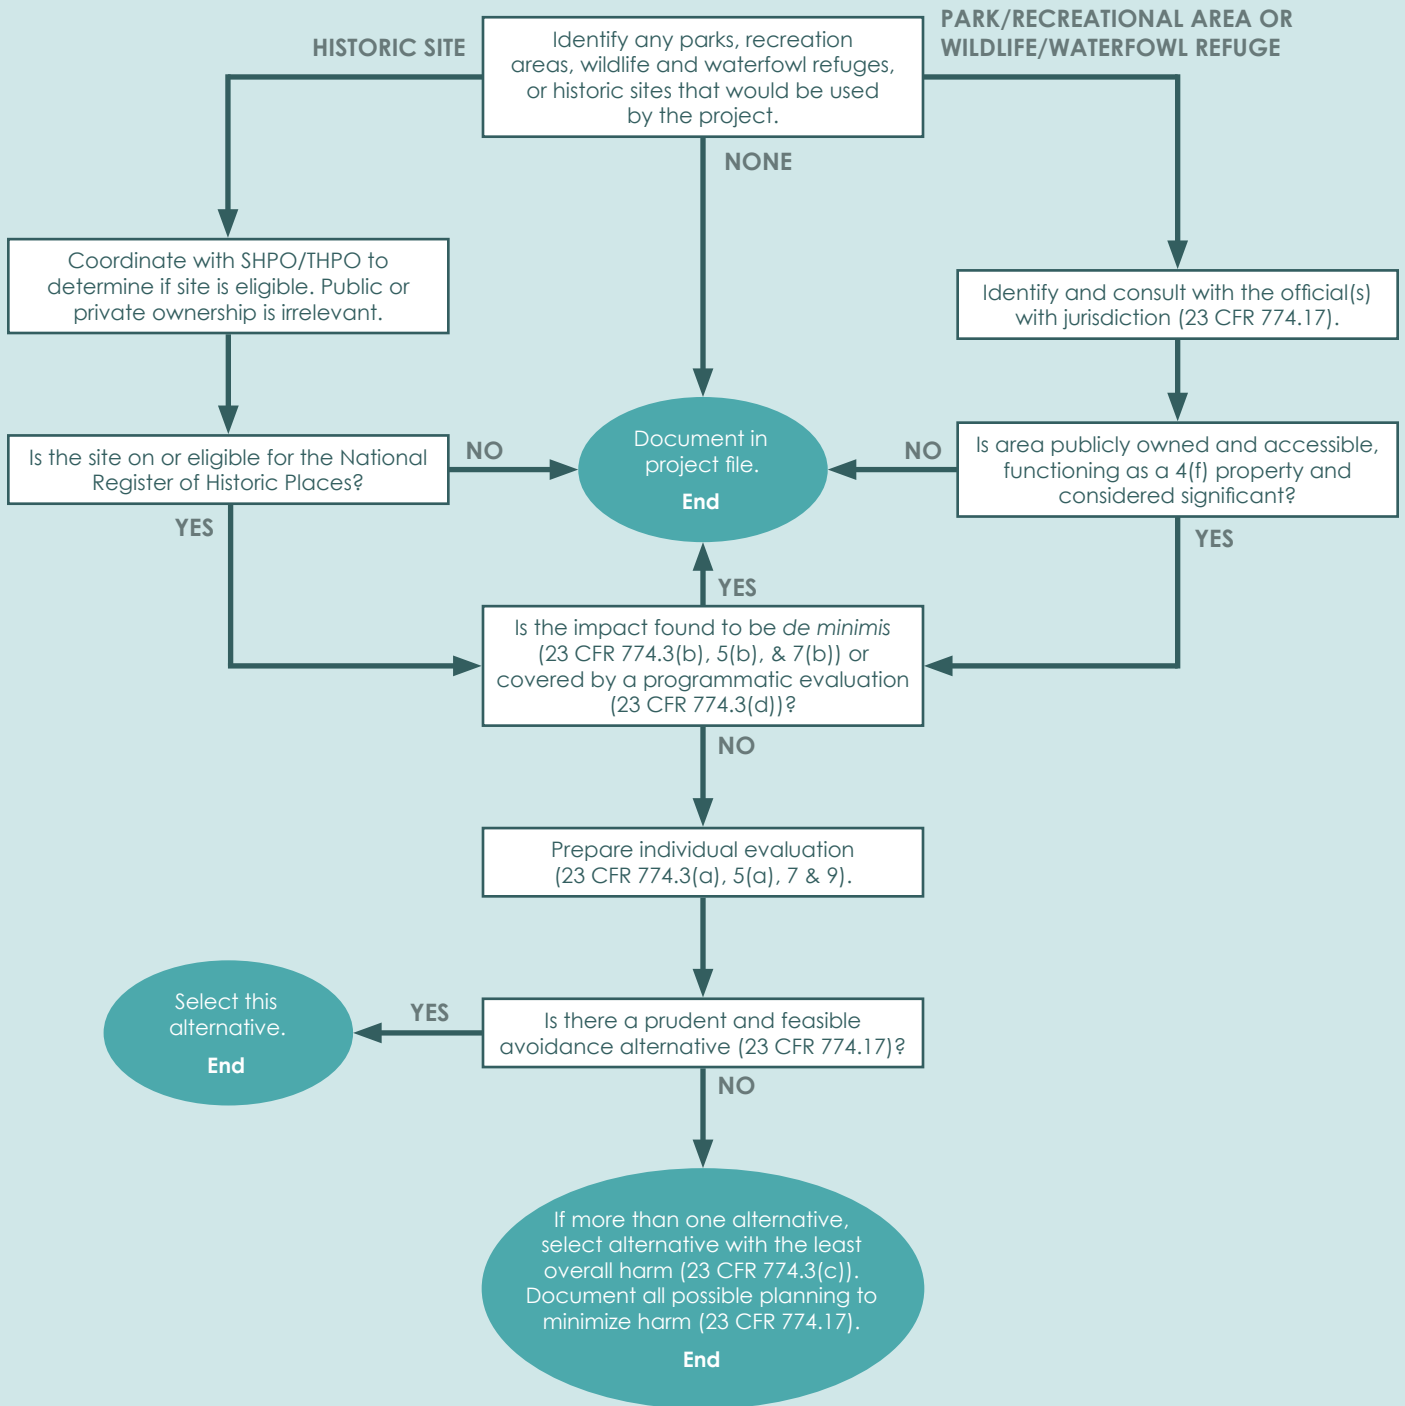 HISTORIC SITE
Identify any parks, recreation
areas, wildlife and waterfowl refuges,
or historic sites that would be used
by the project.
PARK/RECREATIONAL AREA OR
WILDLIFE/WATERFOWL REFUGE
NONE
Coordinate with SHPO/THPO to
determine if site is eligible. Public or
private ownership is irrelevant.
Identify and consult with the official(s)
with jurisdiction (23 CFR 774.17).
Is the site on or eligible for the National
Register of Historic Places?
NO
Document in
project file.
End
NO
Is area publicly owned and accessible,
functioning as a 4(f) property and
considered significant?
YES
YES
YES
Is the impact found to be de minimis
(23 CFR 774.3(b), 5(b), & 7(b)) or
covered by a programmatic evaluation
(23 CFR 774.3(d))?
NO
Prepare individual evaluation
(23 CFR 774.3(a), 5(a), 7 & 9).
Select this
alternative.
End
YES
Is there a prudent and feasible
avoidance alternative (23 CFR 774.17)?
NO
If more than one alternative,
select alternative with the least
overall harm (23 CFR 774.3(c)).
Document all possible planning to
minimize harm (23 CFR 774.17).
End